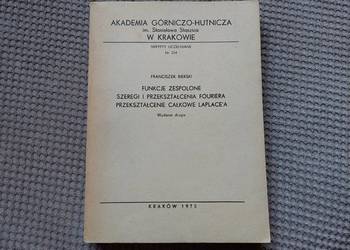 AKADEMIA GÓRNICZO-HUTNICZA
im. Stanisława Staszica
W KRAKOWIE
SKRYPTY UCZELNIANE
FRANCISZEK BIERSKI
FUNKCJE ZESPOLONE
SZEREGI I PRZEKSZTAŁCENIA FOURIERA
PRZEKSZTAŁCENIE CAŁKOWE LAPLACE'A
Wydanie drugie
KRAKÓW 1975